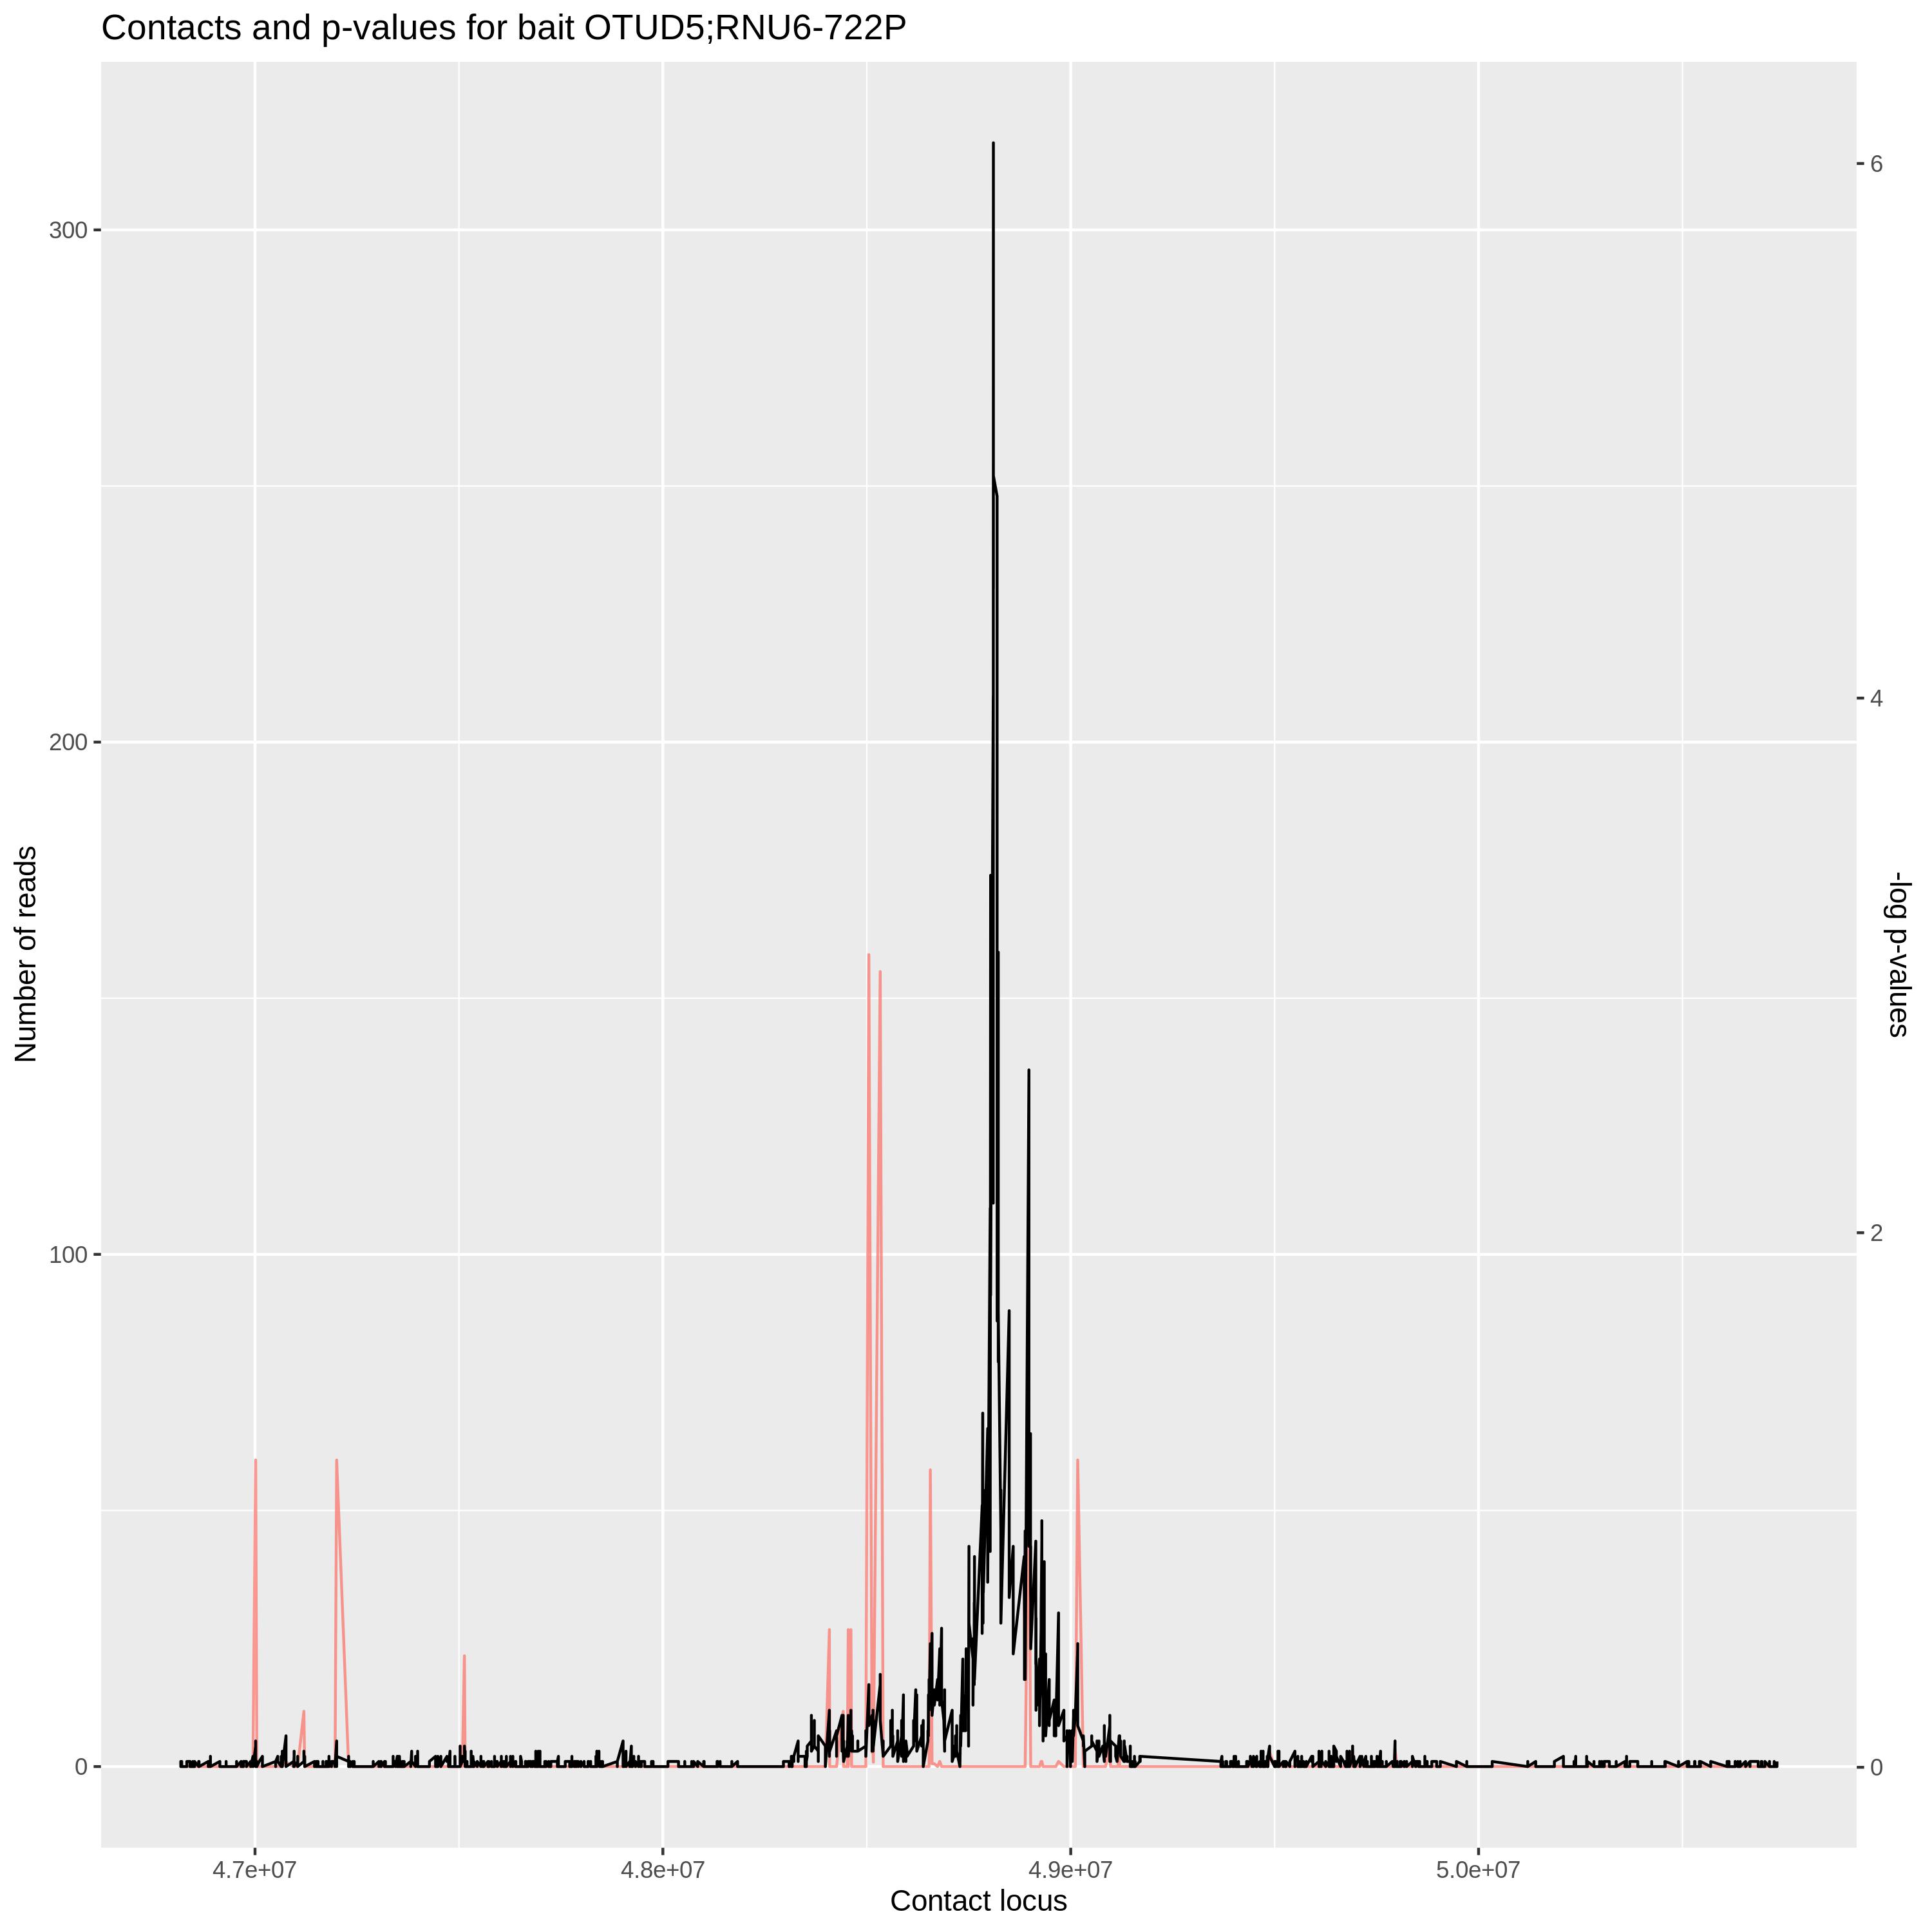 Contacts and p-values for bait OTUD5;RNU6-722P
Number of reads
300
200
100
0
6
4
2
0
-log p-values
4.7e+07
4.8e+07
4.9e+07
5.0e+07
Contact locus